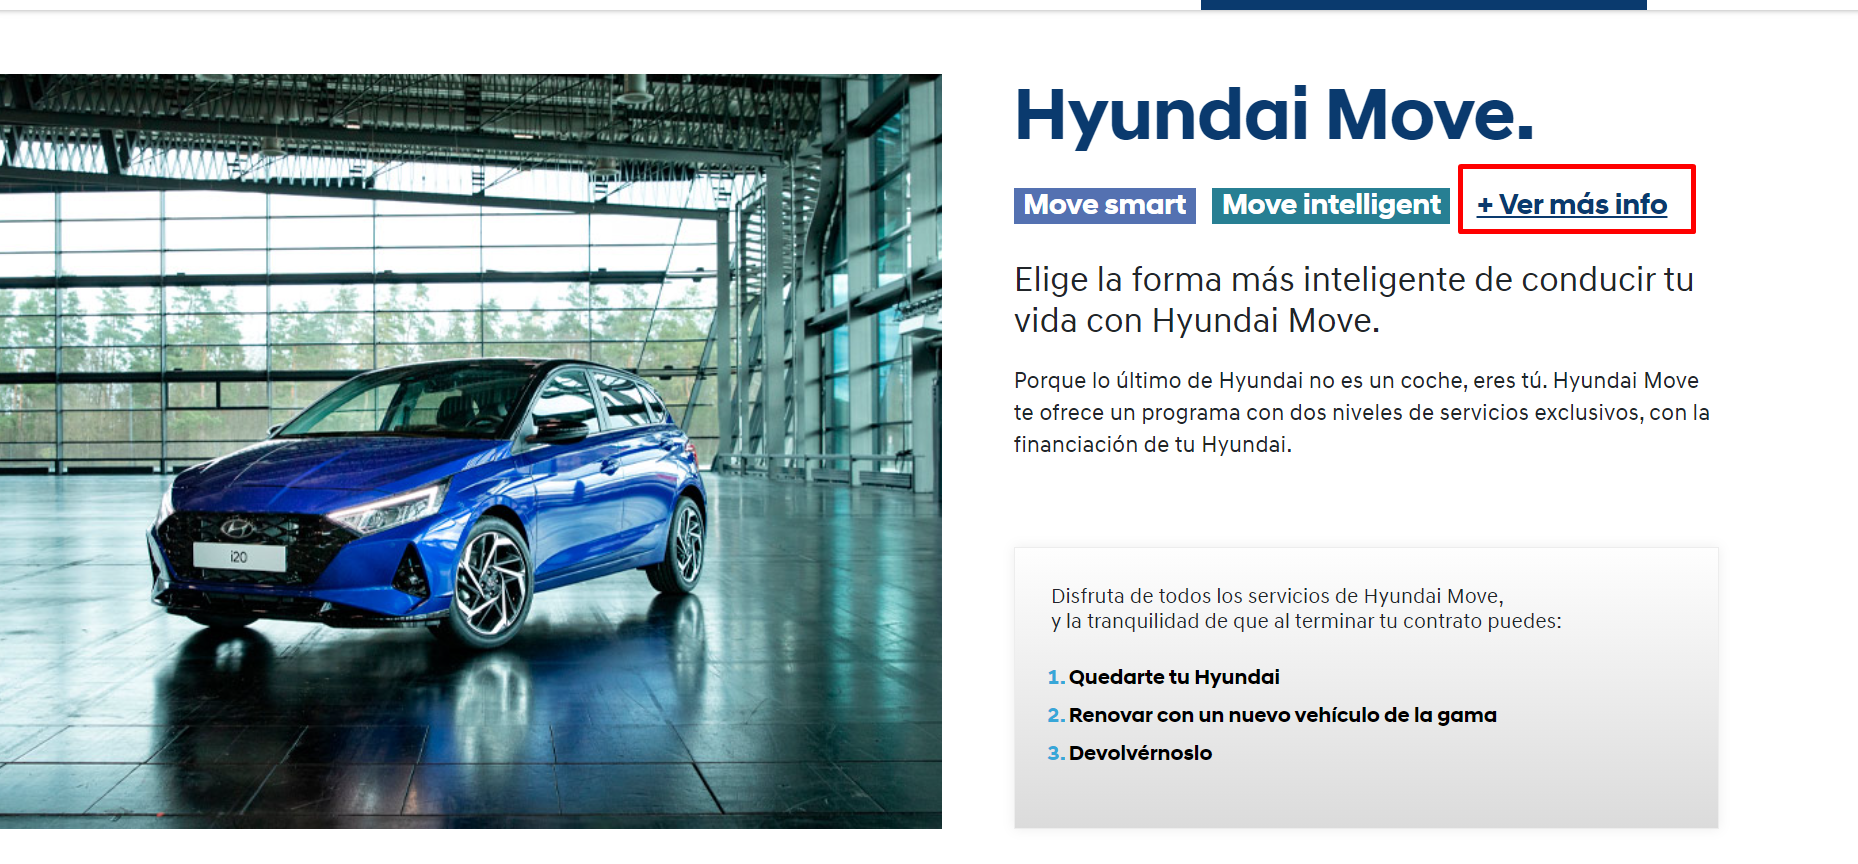 Hyundai Move.
Move smart Move intelligent + Ver más info
Elige la forma más inteligente de conducir tu
vida con Hyundai Move.
Porque lo último de Hyundai no es un coche, eres tú. Hyundai Move
te ofrece un programa con dos niveles de servicios exclusivos, con la
financiación de tu Hyundai.
i20
Disfruta de todos los servicios de Hyundai Move,
y la tranquilidad de que al terminar tu contrato puedes:
1. Quedarte tu Hyundai
2. Renovar con un nuevo vehículo de la gama
3. Devolvérnoslo